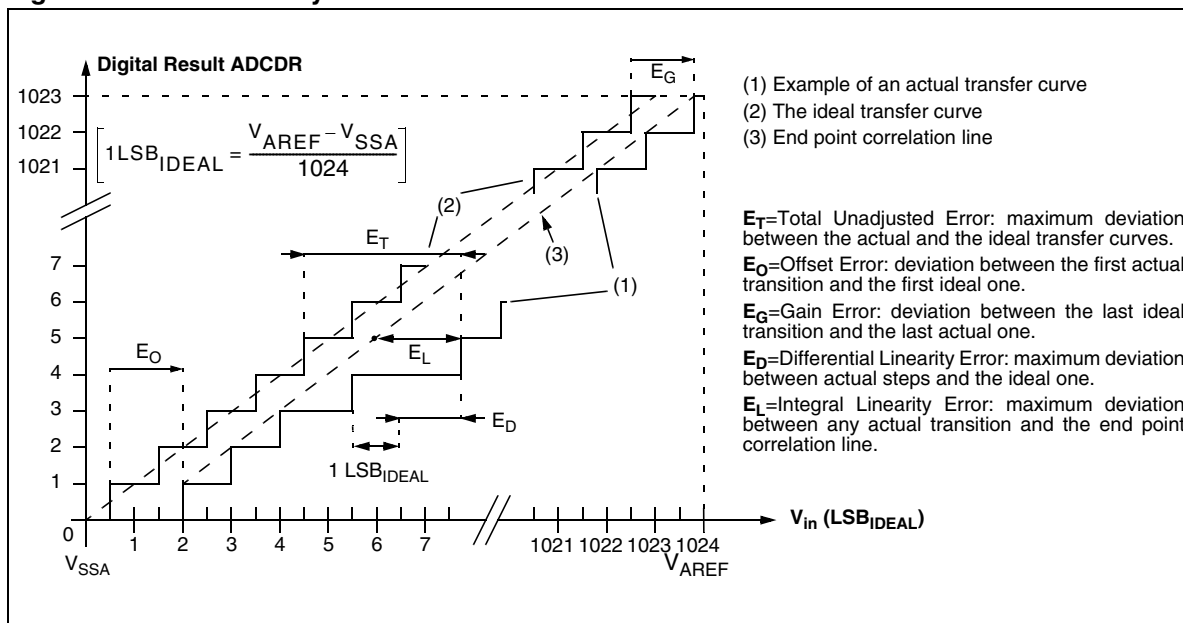 Digital Result ADCDR
1023
1022
1021
7
6
5
4
3
2
1
0
1LSB_IDEAL = (V_AREF – V_SSA) / 1024
E_G
(2)
E_T
(3)
(1)
E_O
E_L
E_D
1 LSB_IDEAL
1 2 3 4 5 6 7 1021 1022 1023 1024
V_in (LSB_IDEAL)
V_SSA
V_AREF
(1) Example of an actual transfer curve
(2) The ideal transfer curve
(3) End point correlation line
E_T=Total Unadjusted Error: maximum deviation
between the actual and the ideal transfer curves.
E_O=Offset Error: deviation between the first actual
transition and the first ideal one.
E_G=Gain Error: deviation between the last ideal
transition and the last actual one.
E_D=Differential Linearity Error: maximum deviation
between actual steps and the ideal one.
E_L=Integral Linearity Error: maximum deviation
between any actual transition and the end point
correlation line.